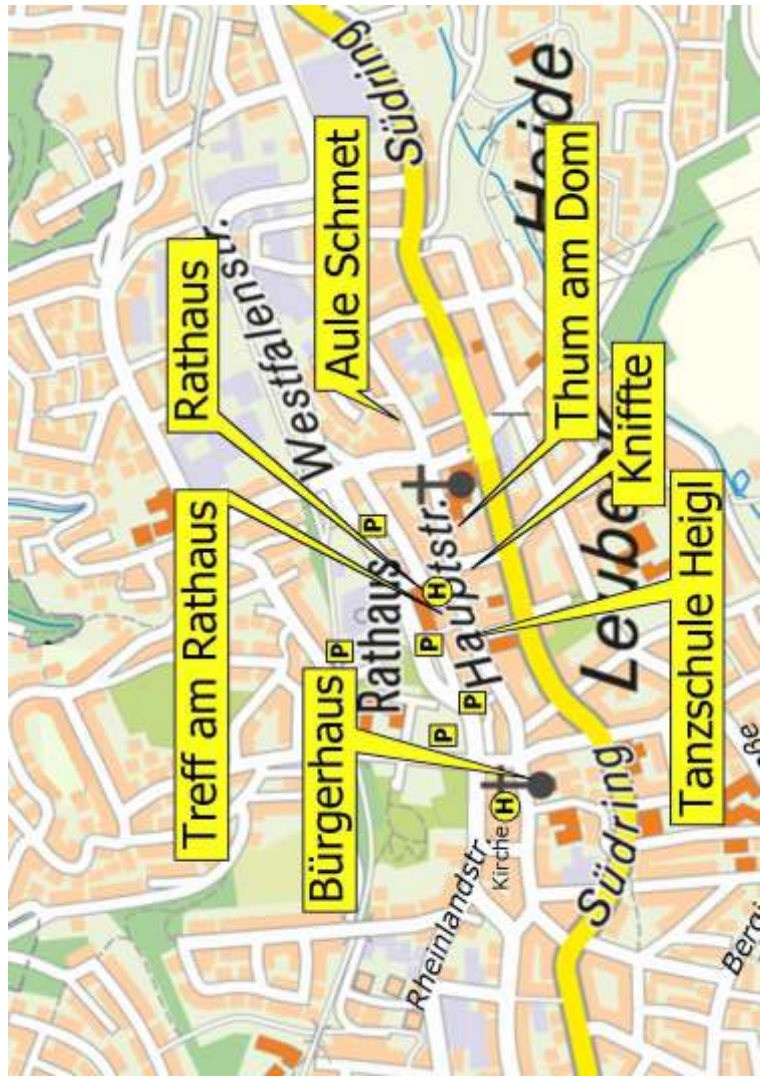 Treff am Rathaus
Rathaus
Westfalenstr.
Bürgerhaus
Aule Schmet
P
Rathaus
P
Südring
P
P
H
Rheinlandstr.
Hauptstr.
P
Kirche
H
Heide
Thum am Dom
Südring
Kniffte
Tanzschule Heigl